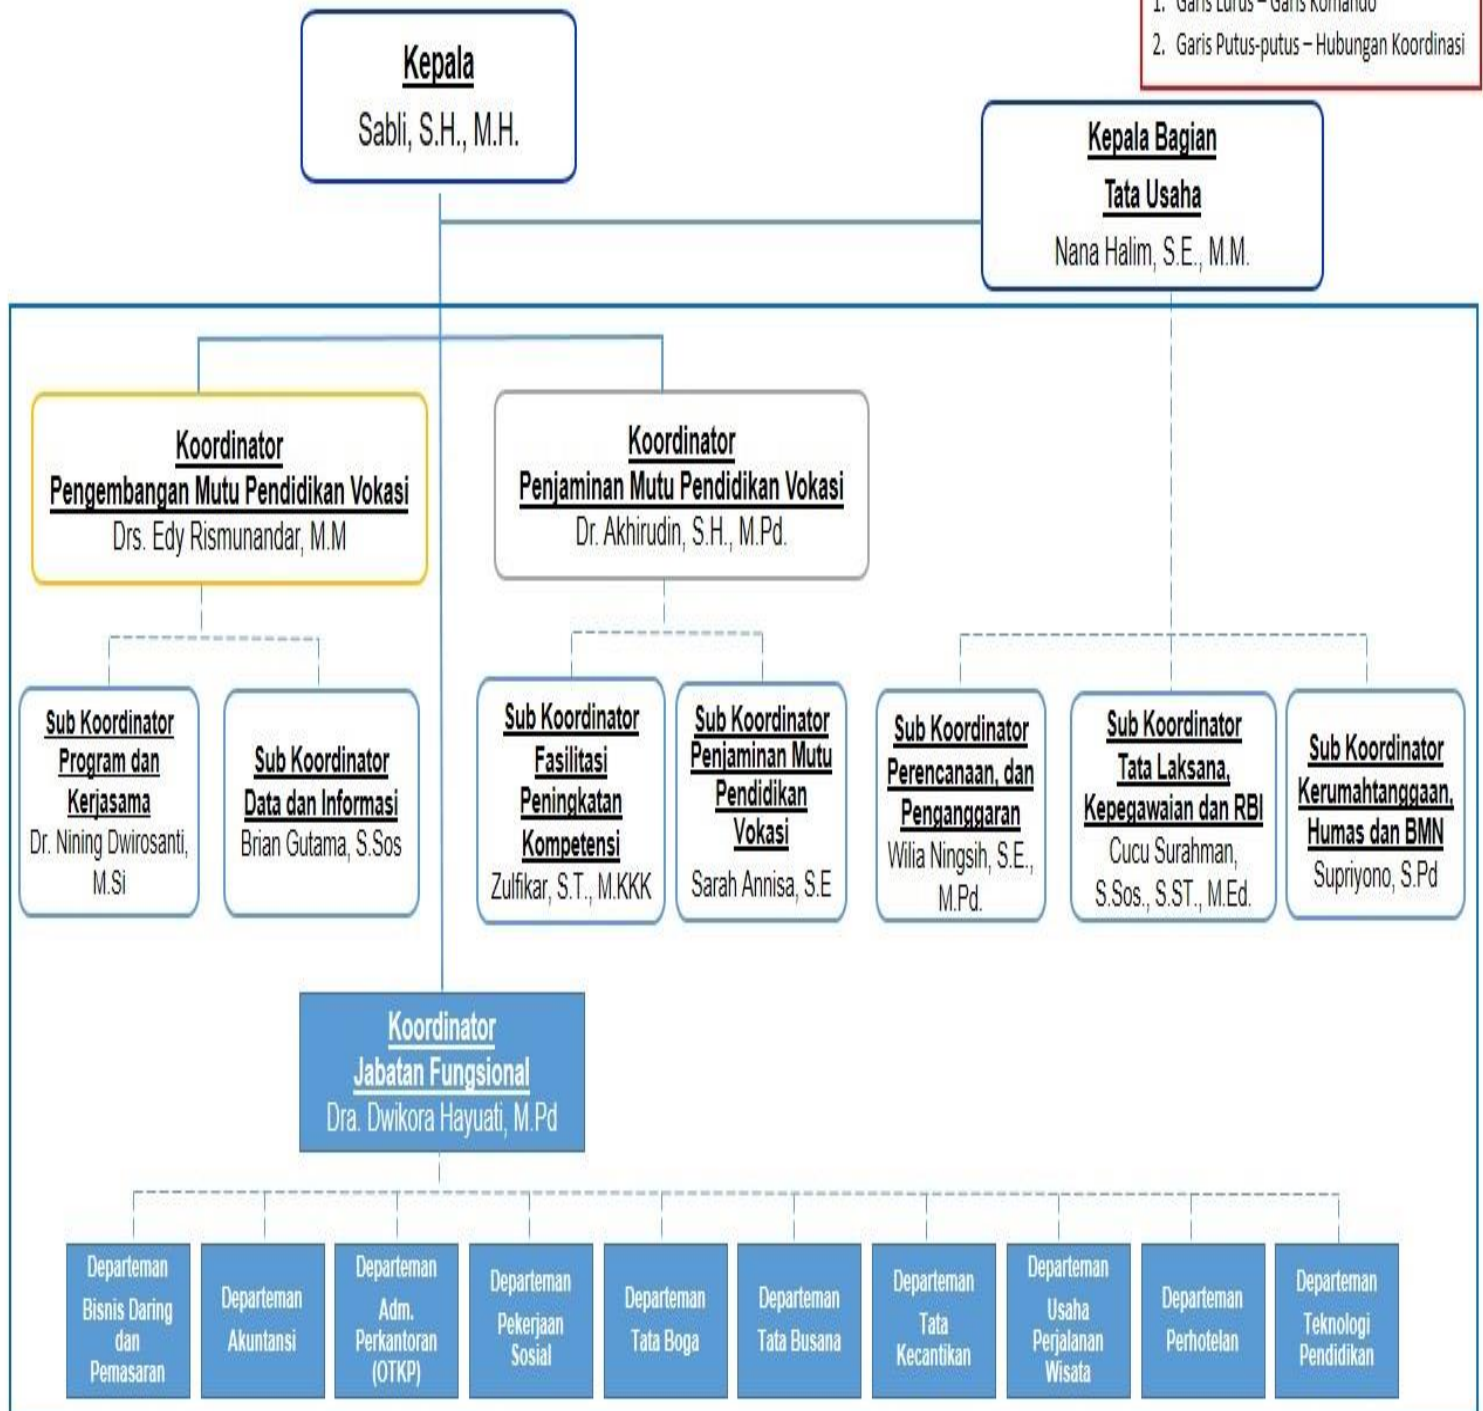 1. Garis Lurus – Garis Komando
2. Garis Putus-putus – Hubungan Koordinasi
Kepala
Sabli, S.H., M.H.
Kepala Bagian
Tata Usaha
Nana Halim, S.E., M.M.
Koordinator
Pengembangan Mutu Pendidikan Vokasi
Drs. Edy Rismunandar, M.M
Koordinator
Penjaminan Mutu Pendidikan Vokasi
Dr. Akhirudin, S.H., M.Pd.
Sub Koordinator
Program dan
Kerjasama
Dr. Nining Dwirosanti,
M.Si
Sub Koordinator
Data dan Informasi
Brian Gutama, S.Sos
Sub Koordinator
Fasilitasi
Peningkatan
Kompetensi
Zulfikar, S.T., M.KKK
Sub Koordinator
Penjaminan Mutu
Pendidikan
Vokasi
Sarah Annisa, S.E
Sub Koordinator
Perencanaan, dan
Penganggaran
Wilia Ningsih, S.E.,
M.Pd.
Sub Koordinator
Tata Laksana,
Kepegawaian dan RBI
Cucu Surahman,
S.Sos., S.ST., M.Ed.
Sub Koordinator
Kerumahtanggaan,
Humas dan BMN
Supriyono, S.Pd
Koordinator
Jabatan Fungsional
Dra. Dwikora Hayuati, M.Pd
Departeman
Bisnis Daring
dan
Pemasaran
Departeman
Akuntansi
Departeman
Adm.
Perkantoran
(OTKP)
Departeman
Pekerjaan
Sosial
Departeman
Tata Boga
Departeman
Tata Busana
Departeman
Tata
Kecantikan
Departeman
Usaha
Perjalanan
Wisata
Departeman
Perhotelan
Departeman
Teknologi
Pendidikan